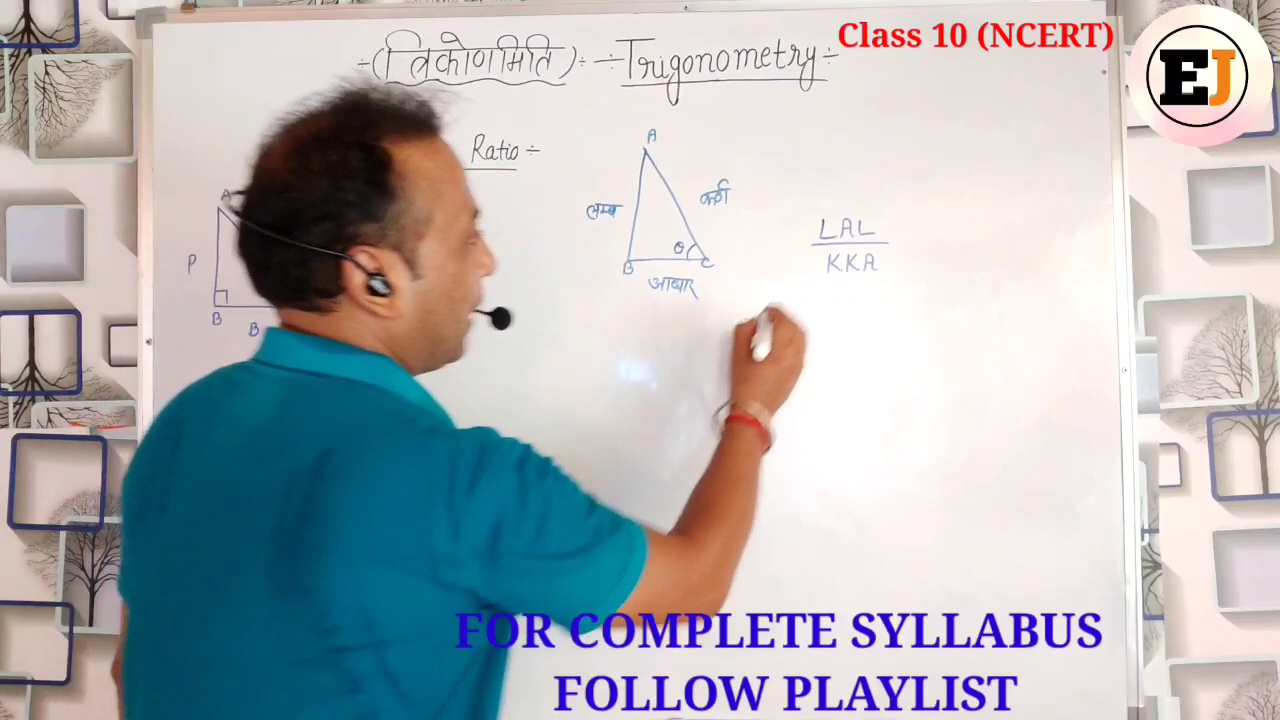 Class 10 (NCERT)
EJ
÷(त्रिकोणमिति)÷ ÷Trigonometry÷
Ratio ÷
A
लम्ब
कर्ण
θ
B
C
आधार
LAL
KKA
A
P
B
B
FOR COMPLETE SYLLABUS
FOLLOW PLAYLIST